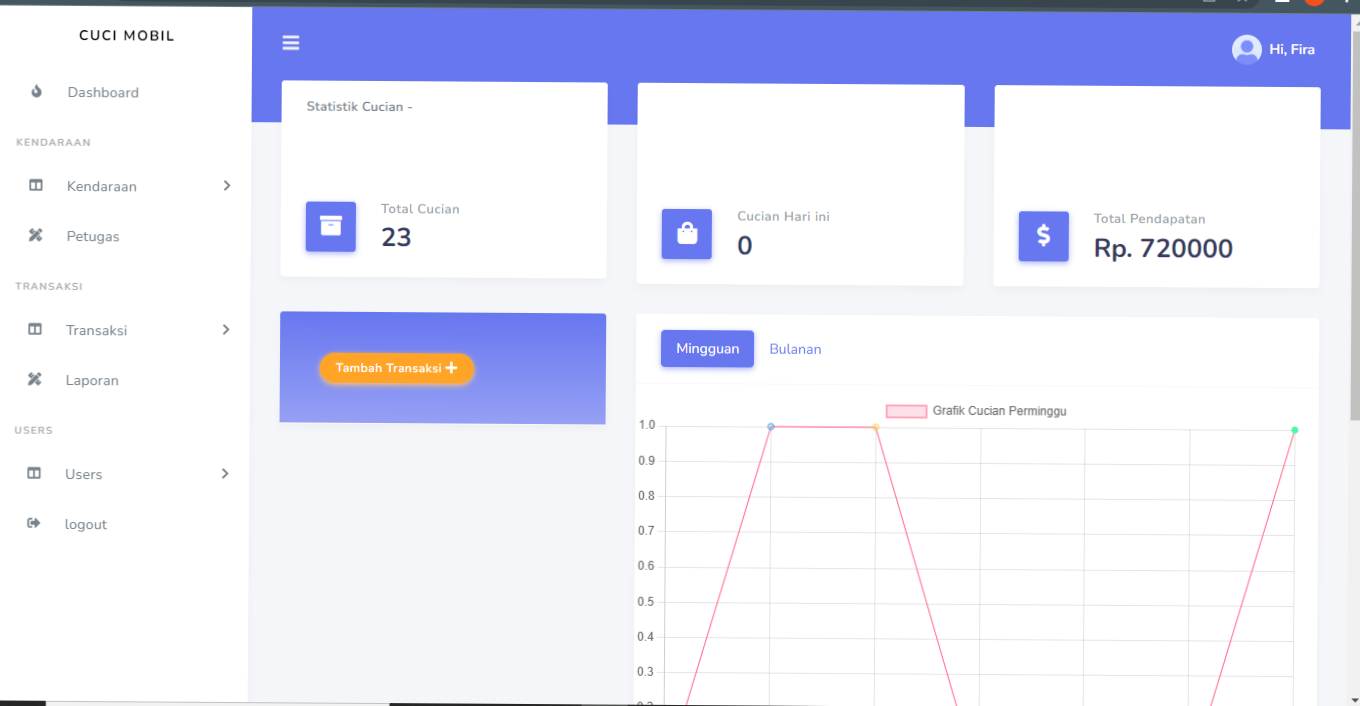 CUCI MOBIL
Dashboard
KENDARAAN
Kendaraan
Petugas
TRANSAKSI
Transaksi
Laporan
USERS
Users
logout
Hi, Fira
Statistik Cucian -
Total Cucian
23
Cucian Hari ini
0
Total Pendapatan
Rp. 720000
Tambah Transaksi +
Mingguan
Bulanan
Grafik Cucian Perminggu
1.0
0.9
0.8
0.7
0.6
0.5
0.4
0.3